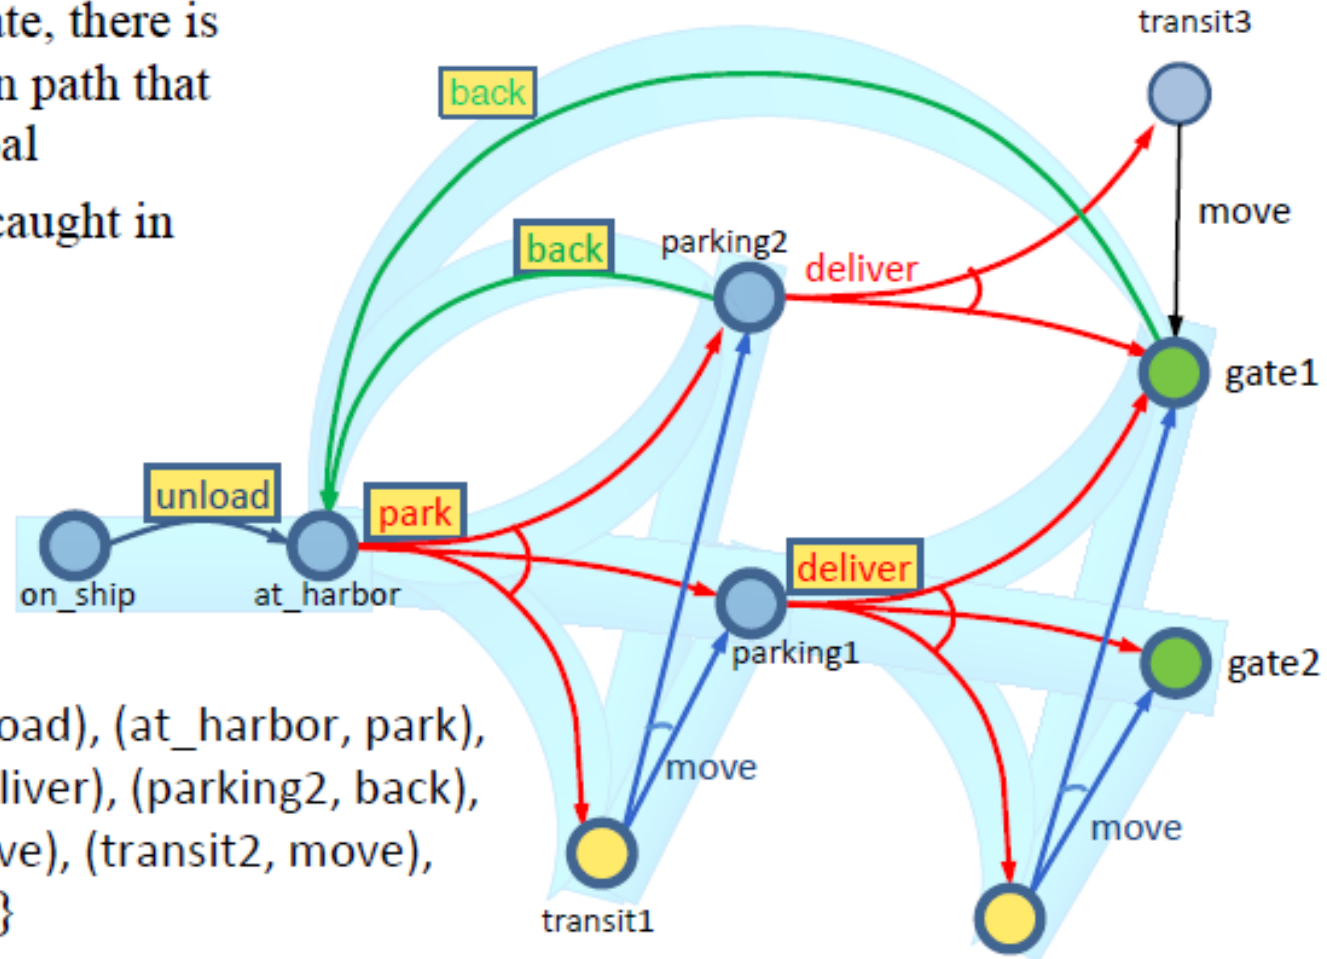 ate, there is
n path that
al
caught in
transit3
back
move
back
parking2
deliver
gate1
unload
park
deliver
on_ship
at_harbor
parking1
gate2
oad), (at_harbor, park),
liver), (parking2, back),
ve), (transit2, move),
}
move
move
transit1